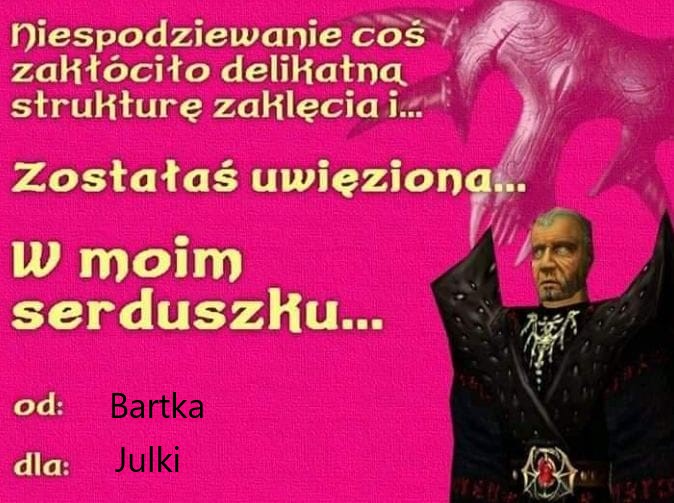 Niespodziewanie coś
zakłóciło delikatną
strukturę zaklęcia i...
Zostałaś uwięziona...
W moim
serduszku...
od: Bartka
dla: Julki